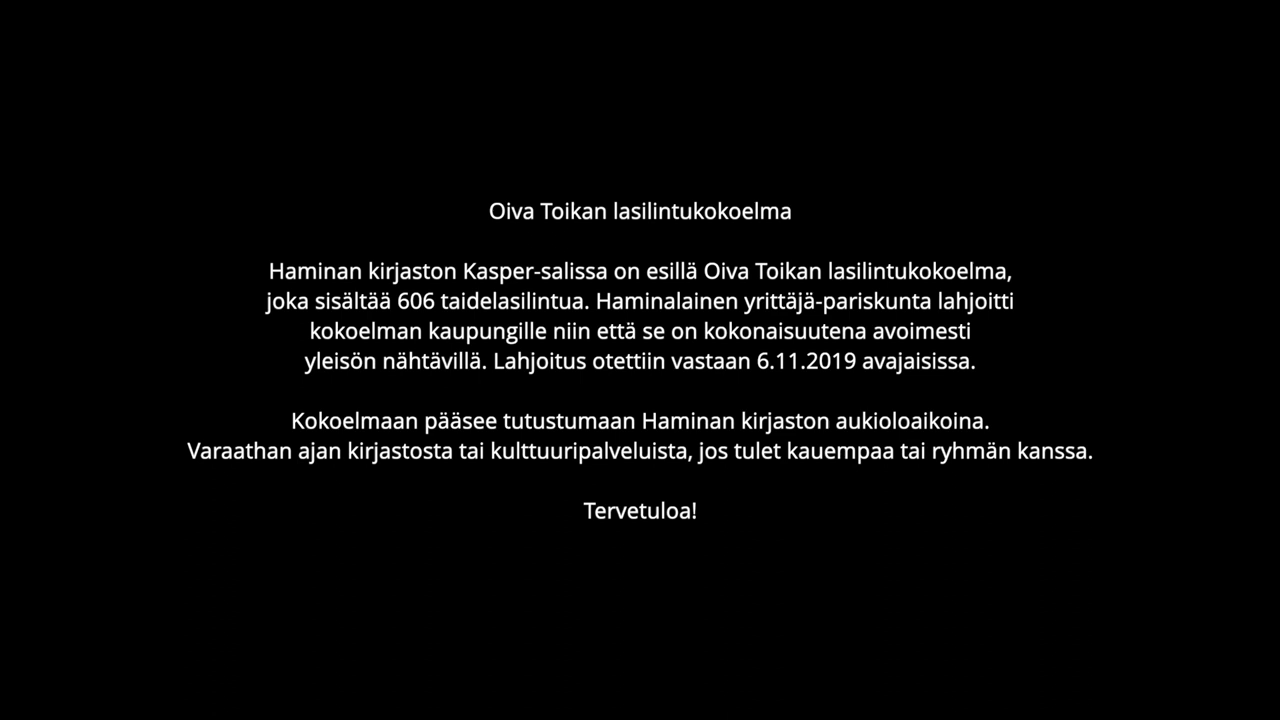 Oiva Toikan lasilintukokoelma
Haminan kirjaston Kasper-salissa on esillä Oiva Toikan lasilintukokoelma,
joka sisältää 606 taidelasilintua. Haminalainen yrittäjä-pariskunta lahjoitti
kokoelman kaupungille niin että se on kokonaisuutena avoimesti
yleisön nähtävillä. Lahjoitus otettiin vastaan 6.11.2019 avajaisissa.
Kokoelmaan pääsee tutustumaan Haminan kirjaston aukioloaikoina.
Varaathan ajan kirjastosta tai kulttuuripalveluista, jos tulet kauempaa tai ryhmän kanssa.
Tervetuloa!